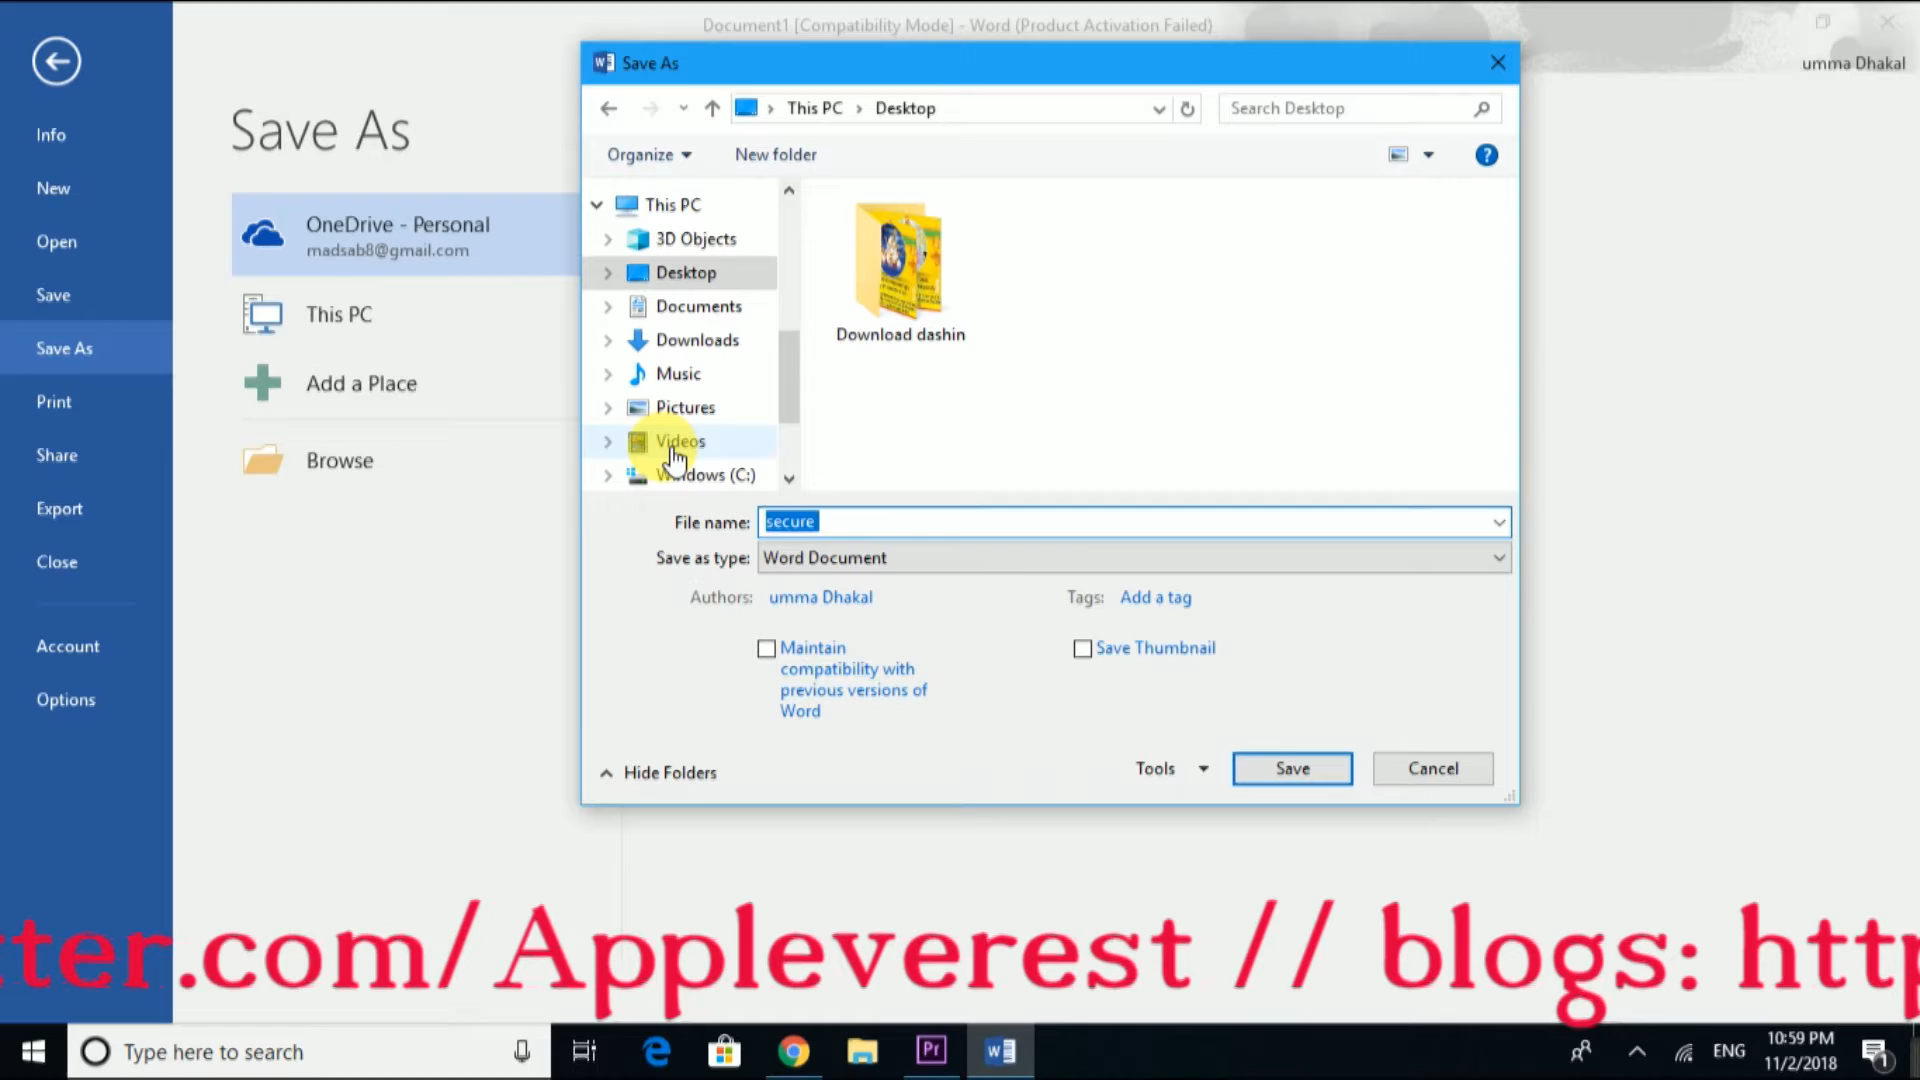 Document1 [Compatibility Mode] - Word (Product Activation Failed)
umma Dhakal
Info
New
Open
Save
Save As
Print
Share
Export
Close
Account
Options
Save As
OneDrive - Personal
madsab8@gmail.com
This PC
Add a Place
Browse
Save As
This PC > Desktop
Search Desktop
Organize
New folder
This PC
3D Objects
Desktop
Documents
Downloads
Music
Pictures
Videos
Windows (C:)
Download dashin
File name: secure
Save as type: Word Document
Authors: umma Dhakal
Tags: Add a tag
Maintain
compatibility with
previous versions of
Word
Save Thumbnail
Hide Folders
Tools
Save
Cancel
tter.com/Appleverest // blogs: http
Type here to search
Pr
ENG
10:59 PM
11/2/2018
1